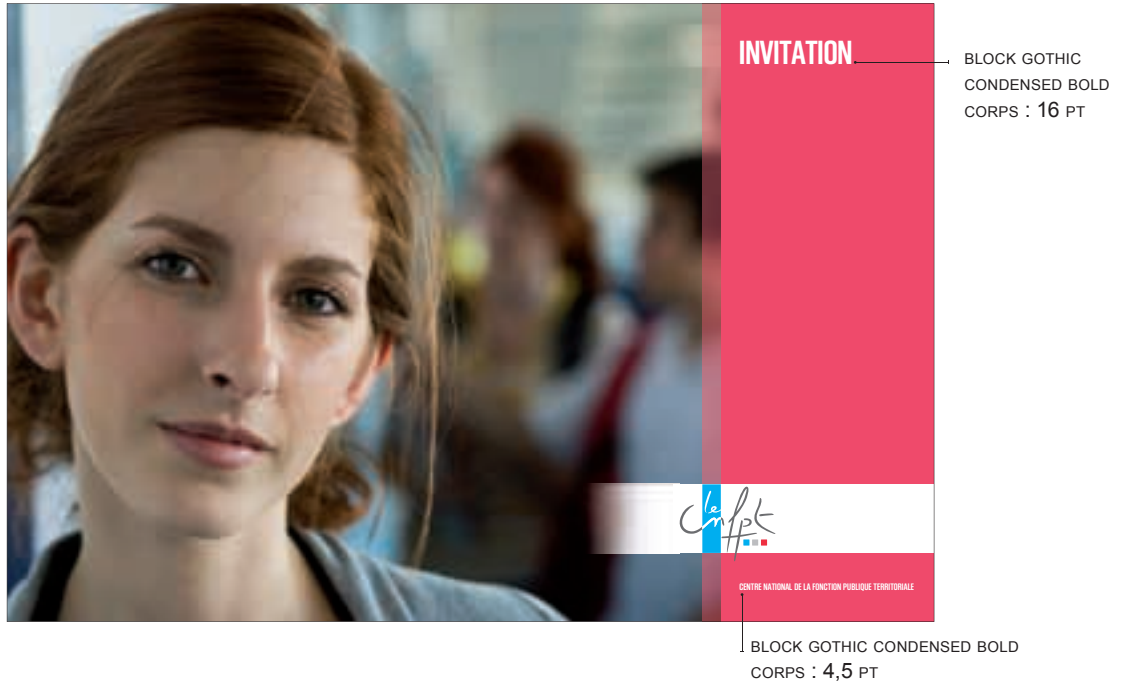 INVITATION
BLOCK GOTHIC
CONDENSED BOLD
CORPS : 16 PT
le
cnfpt
CENTRE NATIONAL DE LA FONCTION PUBLIQUE TERRITORIALE
BLOCK GOTHIC CONDENSED BOLD
CORPS : 4,5 PT